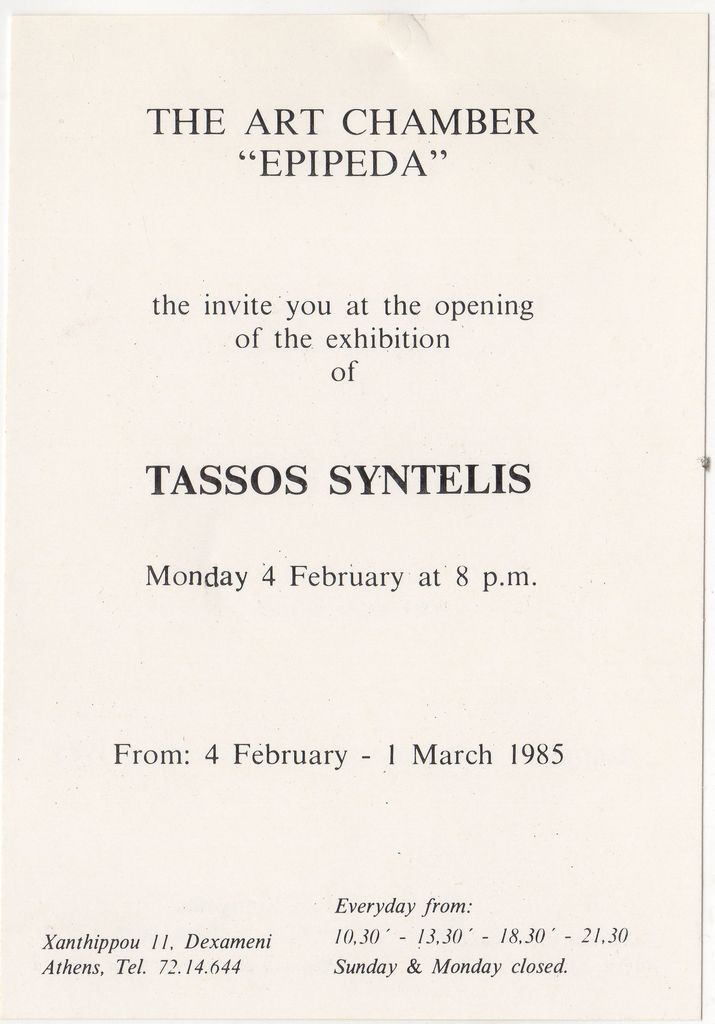 THE ART CHAMBER
“EPIPEDA”
the invite you at the opening
of the exhibition
of
TASSOS SYNTELIS
Monday 4 February at 8 p.m.
From: 4 February - 1 March 1985
Everyday from:
10,30΄ - 13,30΄ - 18,30΄ - 21,30
Sunday & Monday closed.
Xanthippou 11, Dexameni
Athens, Tel. 72.14.644